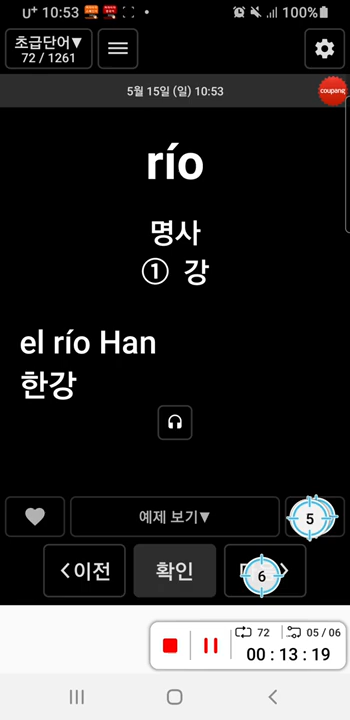 U+ 10:53 100%
초급단어▼
72 / 1261
5월 15일 (일) 10:53
coupang
río
명사
① 강
el río Han
한강
예제 보기▼
5
<이전
확인
6
72 05 / 06
00 : 13 : 19